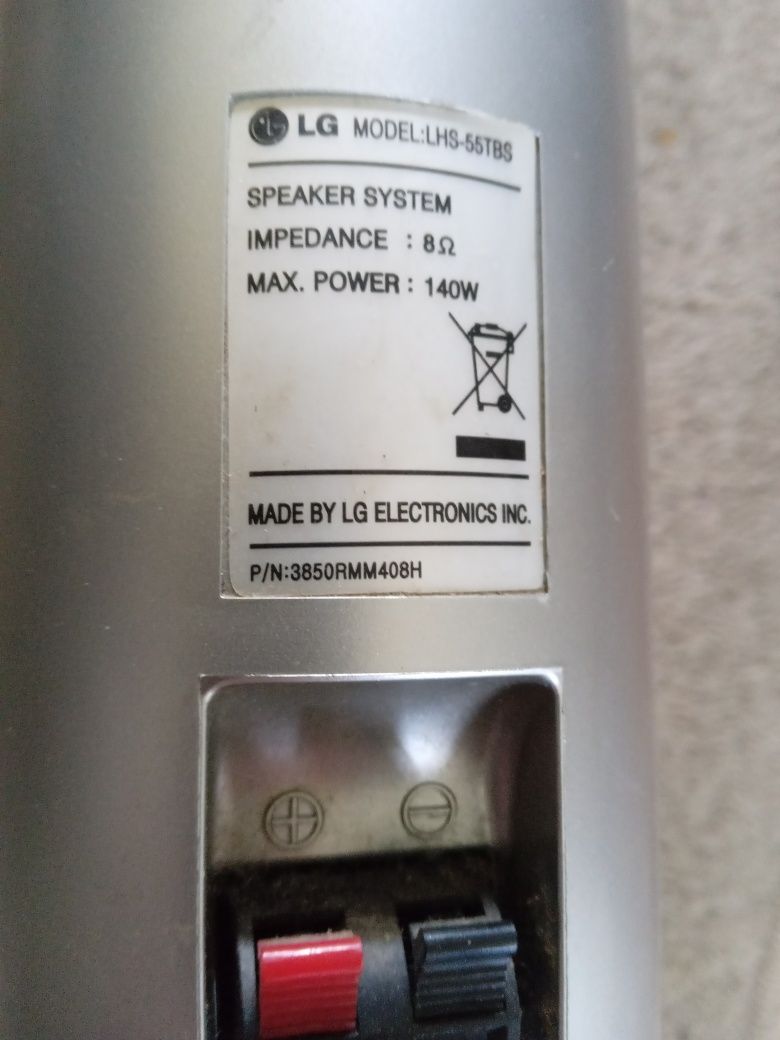 LG MODEL:LHS-55TBS
SPEAKER SYSTEM
IMPEDANCE : 8Ω
MAX. POWER : 140W
MADE BY LG ELECTRONICS INC.
P/N:3850RMM408H
+ −